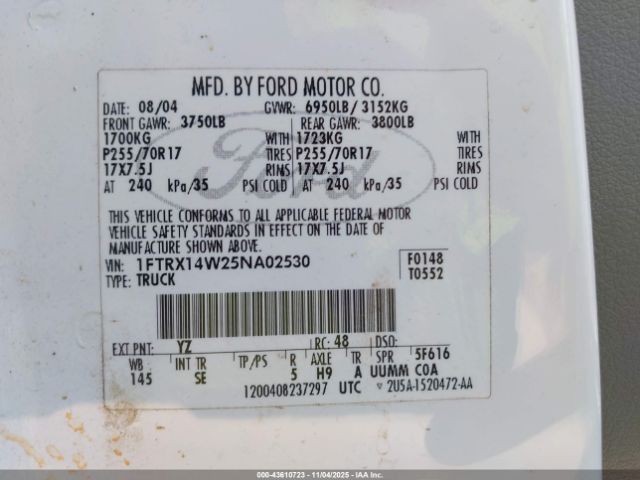 MFD. BY FORD MOTOR CO.
DATE: 08/04 GVWR: 6950LB / 3152KG
FRONT GAWR: 3750LB REAR GAWR: 3800LB
1700KG WITH 1723KG WITH
P255/70R17 TIRES P255/70R17 TIRES
17X7.5J RIMS 17X7.5J RIMS
AT 240 kPa/35 PSI COLD AT 240 kPa/35 PSI COLD
Ford
THIS VEHICLE CONFORMS TO ALL APPLICABLE FEDERAL MOTOR
VEHICLE SAFETY STANDARDS IN EFFECT ON THE DATE OF
MANUFACTURE SHOWN ABOVE.
VIN: 1FTRX14W25NA02530 F0148
TYPE: TRUCK T0552
EXT PNT: YZ RC: 48 DSO:
WB INT TR TP/PS R AXLE TR SPR 5F616
145 SE 5 H9 A UUMM COA
1200408237297 UTC 2U5A-1520472-AA
000-43610723 - 11/04/2025 - IAAI.COM